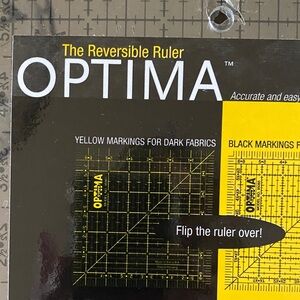 The Reversible Ruler
OPTIMA™
Accurate and easy
YELLOW MARKINGS FOR DARK FABRICS
BLACK MARKINGS F
OPTIMA
OPTIMA
Flip the ruler over!